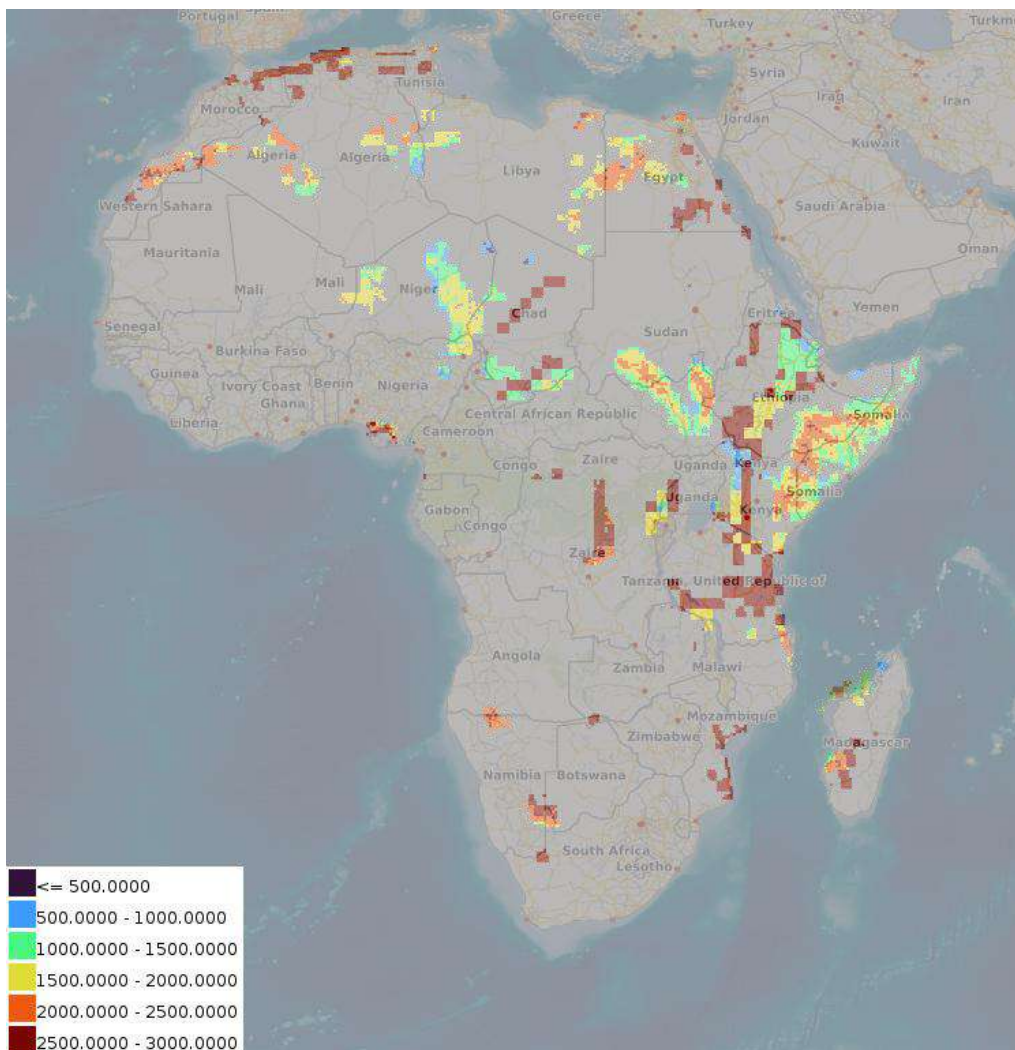 Portugal
Greece
Turkey
Turkm
Syria
Tunisia
Iraq
Iran
Morocco
Jordan
Algeria
Algeria
Kuwait
Libya
Egypt
Western Sahara
Saudi Arabia
Mauritania
Oman
Mali
Mali
Niger
Yemen
Chad
Eritrea
Senegal
Sudan
Burkina Faso
Guinea
Ivory Coast
Benin
Nigeria
Ethiopia
Ghana
Central African Republic
Somalia
Liberia
Cameroon
Zaire
Congo
Uganda
Kenya
Uganda
Somalia
Gabon
Kenya
Congo
Zaire
Tanzania, United Rep of
Angola
Zambia
Malawi
Mozambique
Zimbabwe
Madagascar
Namibia
Botswana
South Africa
Lesotho
<= 500.0000
500.0000 - 1000.0000
1000.0000 - 1500.0000
1500.0000 - 2000.0000
2000.0000 - 2500.0000
2500.0000 - 3000.0000